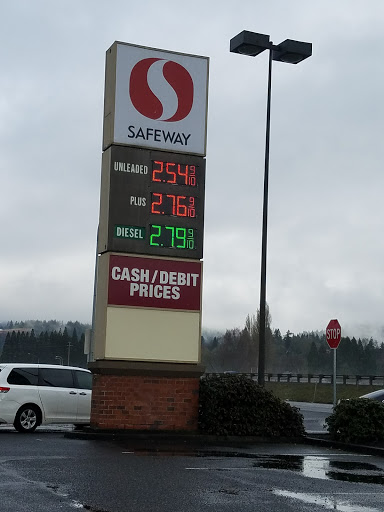 SAFEWAY
UNLEADED 2.54 9/10
PLUS 2.76 9/10
DIESEL 2.79 9/10
CASH/DEBIT
PRICES
STOP